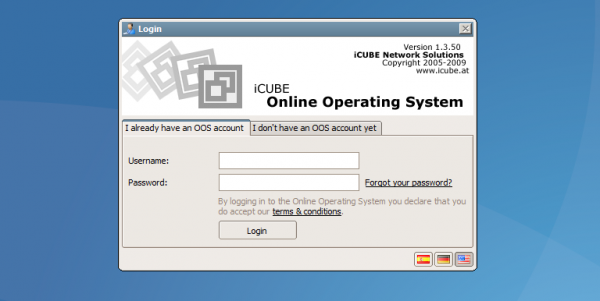 Login
Version 1.3.50
iCUBE Network Solutions
Copyright 2005-2009
www.icube.at
iCUBE
Online Operating System
I already have an OOS account
I don't have an OOS account yet
Username:
Password:
Forgot your password?
By logging in to the Online Operating System you declare that you
do accept our terms & conditions.
Login